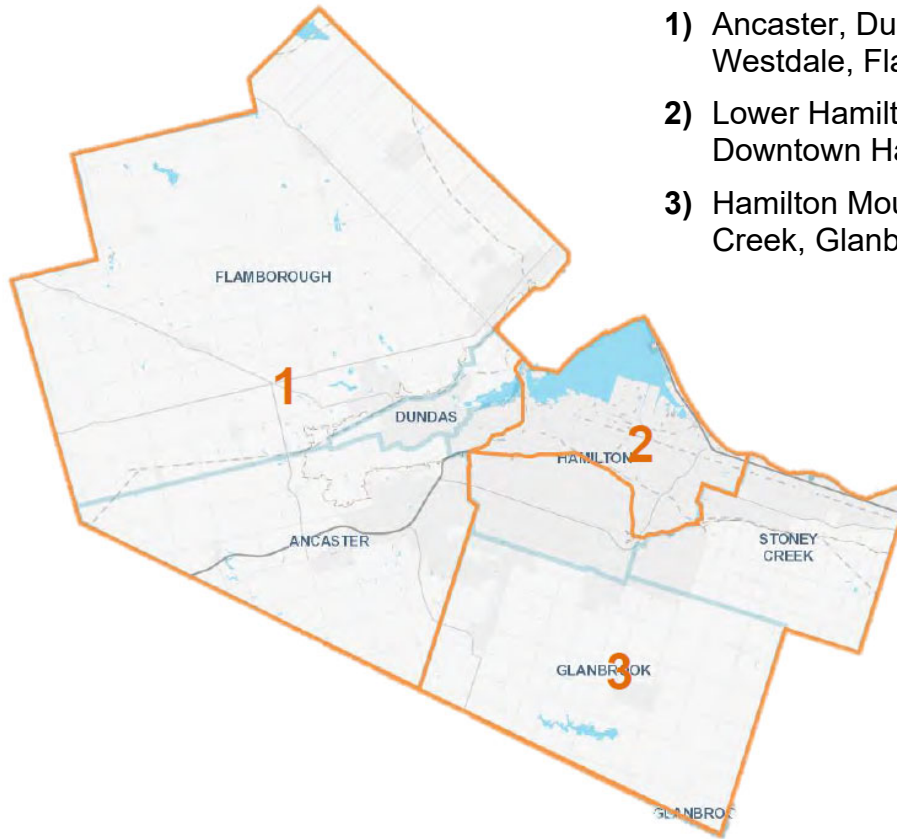 1) Ancaster, Du
Westdale, Fla
2) Lower Hamilt
Downtown Ha
3) Hamilton Mou
Creek, Glanb
FLAMBOROUGH
1
DUNDAS
2
HAMILTON
ANCASTER
STONEY
CREEK
GLANBROOK
3
GLANBROC